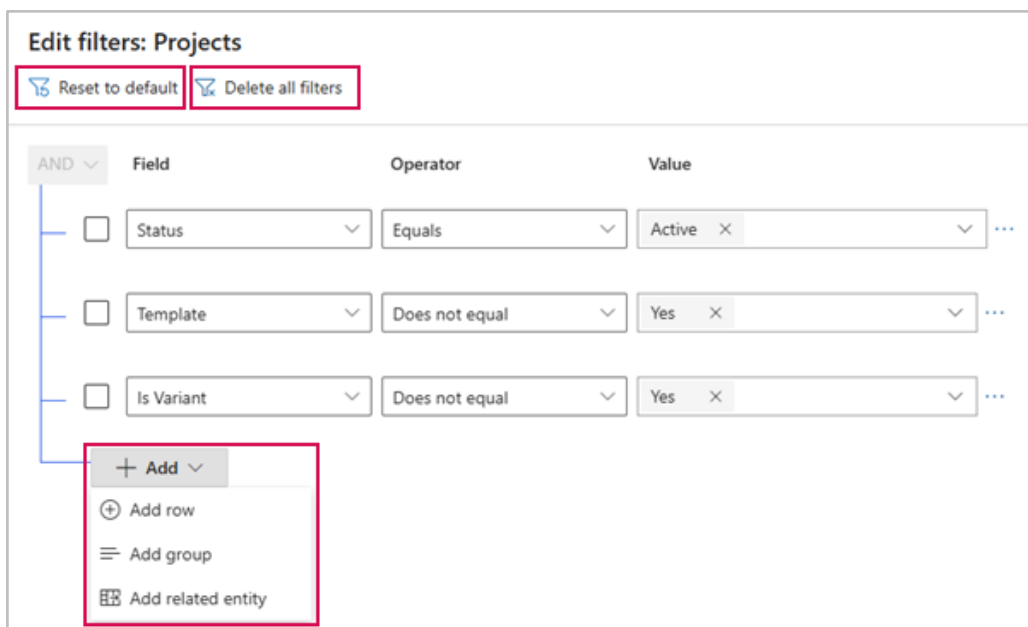 Edit filters: Projects
Reset to default Delete all filters
AND Field Operator Value
Status Equals Active
Template Does not equal Yes
Is Variant Does not equal Yes
Add
Add row
Add group
Add related entity